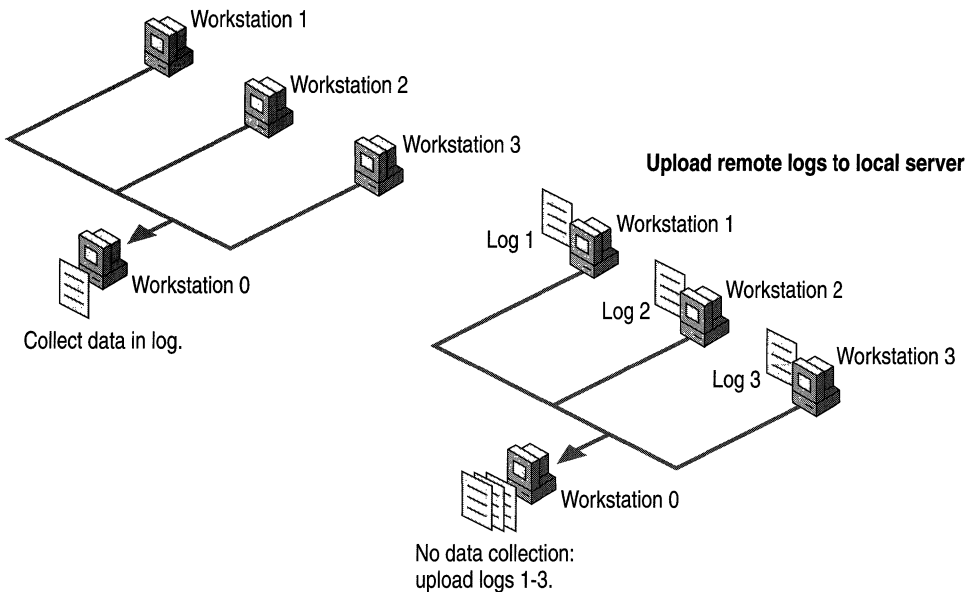 Workstation 1
Workstation 2
Workstation 3
Workstation 0
Collect data in log.
Upload remote logs to local server
Log 1
Workstation 1
Log 2
Workstation 2
Log 3
Workstation 3
Workstation 0
No data collection:
upload logs 1-3.